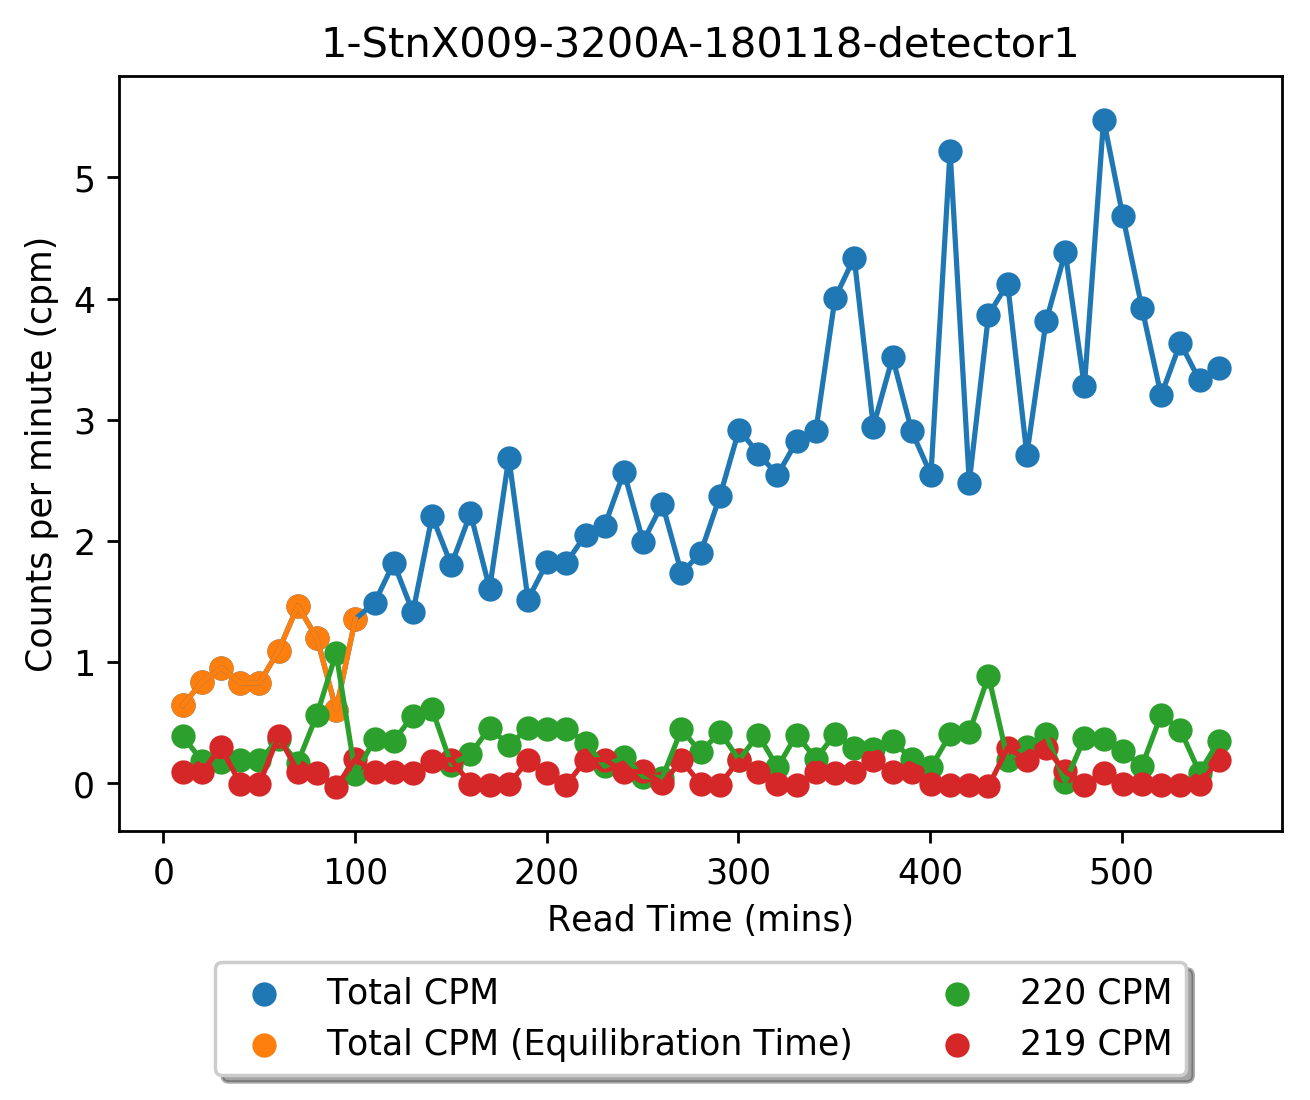 1-StnX009-3200A-180118-detector1
Counts per minute (cpm)
5
4
3
2
1
0
0 100 200 300 400 500
Read Time (mins)
Total CPM 220 CPM
Total CPM (Equilibration Time) 219 CPM